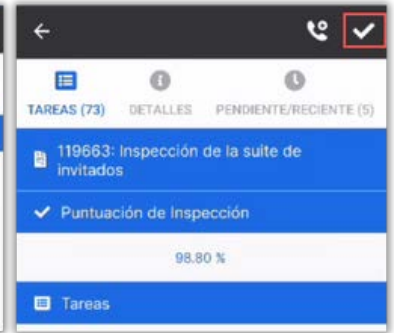 TAREAS (73) DETALLES PENDIENTE/RECIENTE (5)
119663: Inspección de la suite de
invitados
Puntuación de Inspección
98.80 %
Tareas